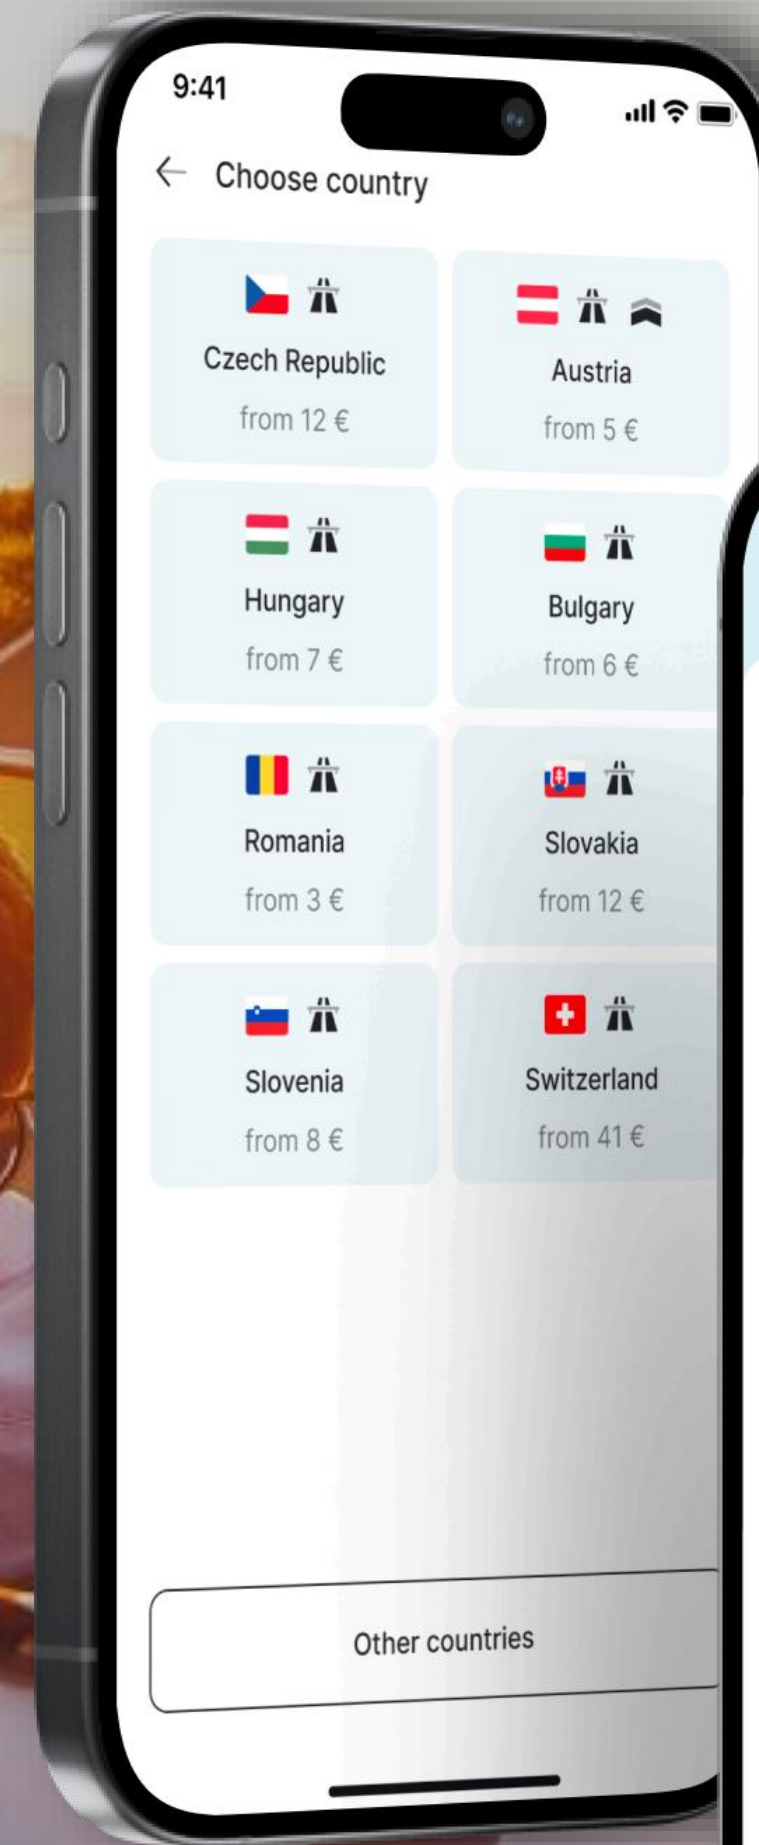 9:41
Choose country
Czech Republic
from 12 €
Austria
from 5 €
Hungary
from 7 €
Bulgary
from 6 €
Romania
from 3 €
Slovakia
from 12 €
Slovenia
from 8 €
Switzerland
from 41 €
Other countries